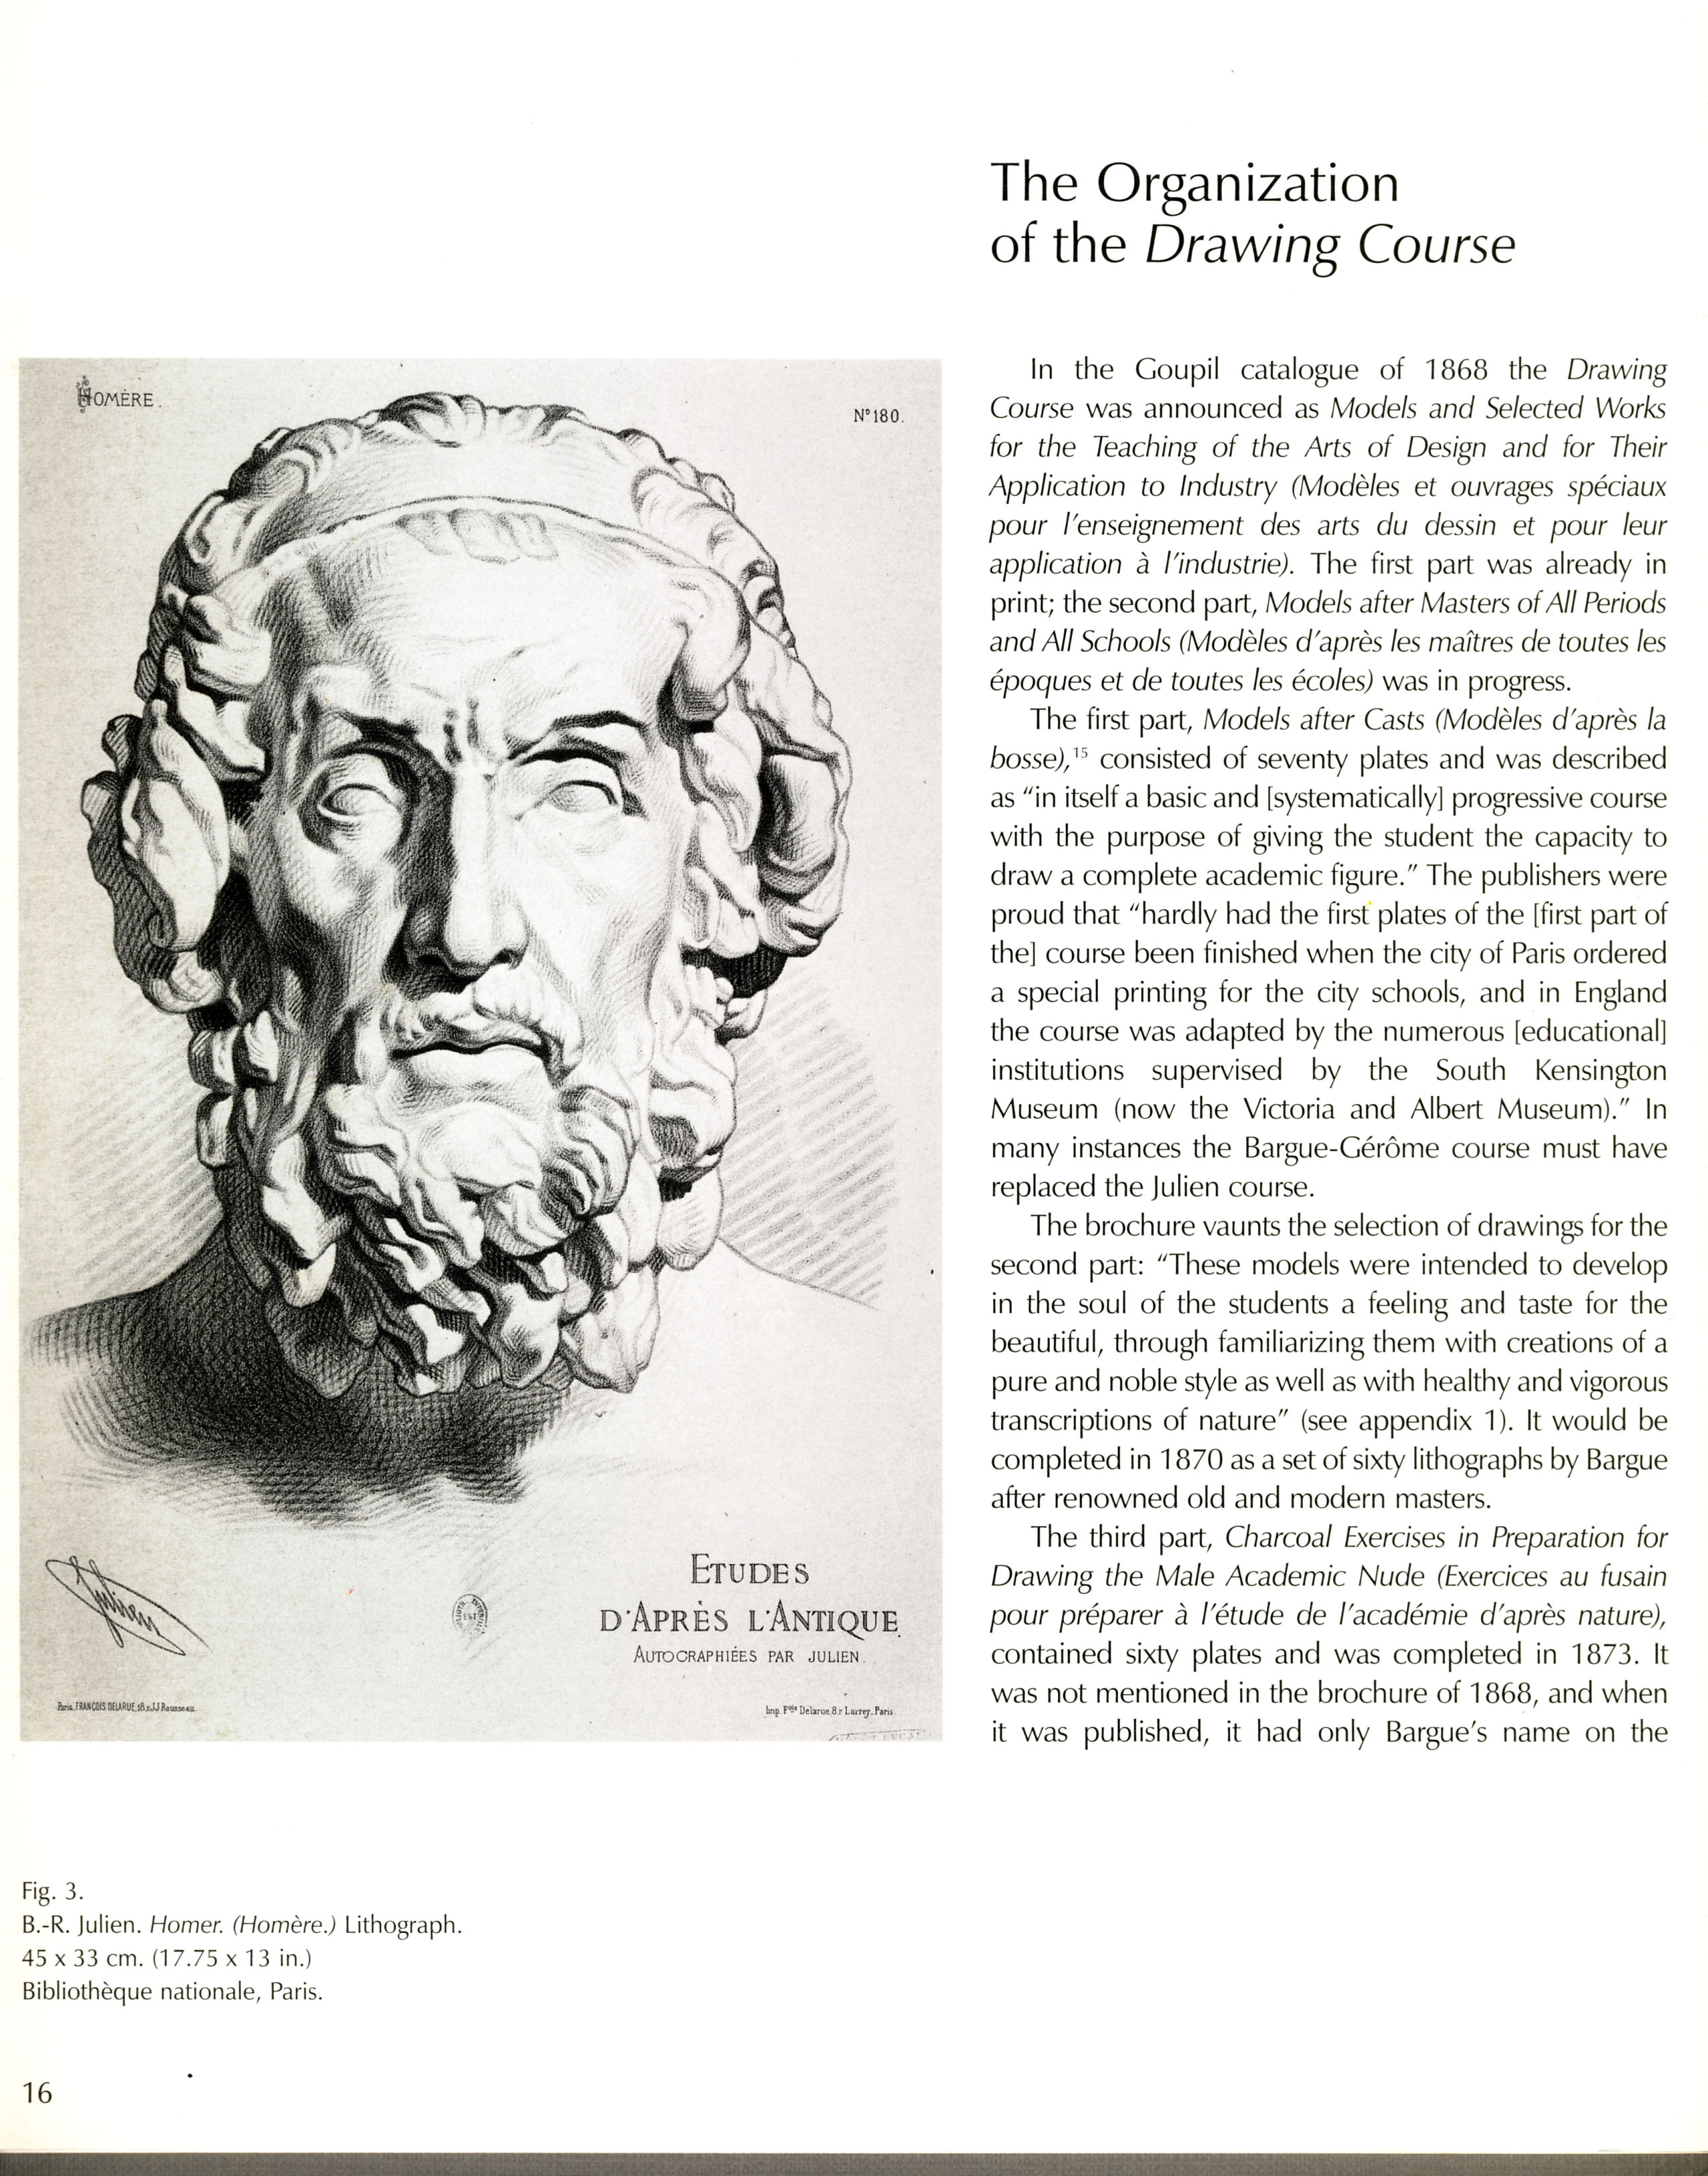 The Organization
of the Drawing Course
HOMÈRE.
N° 180.
Julien
ETUDES
D'APRÈS L'ANTIQUE
AUTOGRAPHIÉES PAR JULIEN.
Paris, FRANÇOIS DELARUE, 18, r. J.J. Rousseau
Imp. Fois Delarue, 8, r. Larrey, Paris
In the Goupil catalogue of 1868 the Drawing
Course was announced as Models and Selected Works
for the Teaching of the Arts of Design and for Their
Application to Industry (Modèles et ouvrages spéciaux
pour l'enseignement des arts du dessin et pour leur
application à l'industrie). The first part was already in
print; the second part, Models after Masters of All Periods
and All Schools (Modèles d'après les maîtres de toutes les
époques et de toutes les écoles) was in progress.
The first part, Models after Casts (Modèles d'après la
bosse),15 consisted of seventy plates and was described
as "in itself a basic and [systematically] progressive course
with the purpose of giving the student the capacity to
draw a complete academic figure." The publishers were
proud that "hardly had the first plates of the [first part of
the] course been finished when the city of Paris ordered
a special printing for the city schools, and in England
the course was adapted by the numerous [educational]
institutions supervised by the South Kensington
Museum (now the Victoria and Albert Museum)." In
many instances the Bargue-Gérôme course must have
replaced the Julien course.
The brochure vaunts the selection of drawings for the
second part: "These models were intended to develop
in the soul of the students a feeling and taste for the
beautiful, through familiarizing them with creations of a
pure and noble style as well as with healthy and vigorous
transcriptions of nature" (see appendix 1). It would be
completed in 1870 as a set of sixty lithographs by Bargue
after renowned old and modern masters.
The third part, Charcoal Exercises in Preparation for
Drawing the Male Academic Nude (Exercices au fusain
pour préparer à l'étude de l'académie d'après nature),
contained sixty plates and was completed in 1873. It
was not mentioned in the brochure of 1868, and when
it was published, it had only Bargue's name on the
Fig. 3.
B.-R. Julien. Homer. (Homère.) Lithograph.
45 x 33 cm. (17.75 x 13 in.)
Bibliothèque nationale, Paris.
16